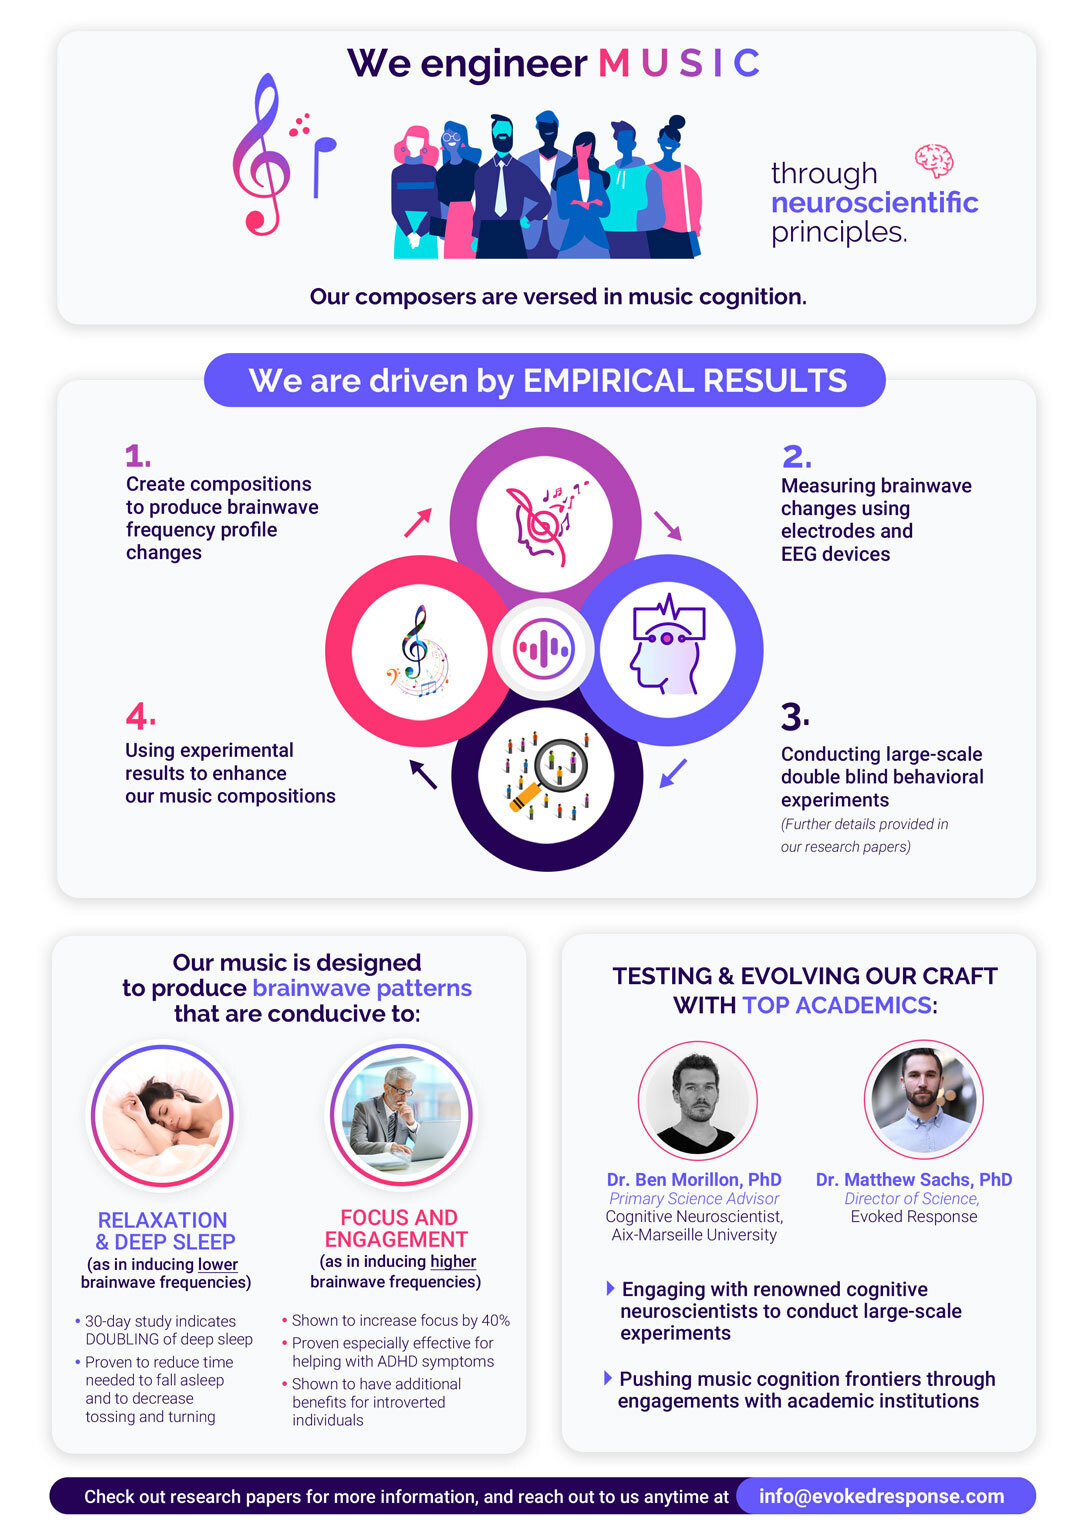 We engineer MUSIC
through
neuroscientific
principles.
Our composers are versed in music cognition.
We are driven by EMPIRICAL RESULTS
1.
Create compositions
to produce brainwave
frequency profile
changes
2.
Measuring brainwave
changes using
electrodes and
EEG devices
3.
Conducting large-scale
double blind behavioral
experiments
(Further details provided in
our research papers)
4.
Using experimental
results to enhance
our music compositions
Our music is designed
to produce brainwave patterns
that are conducive to:
RELAXATION
& DEEP SLEEP
(as in inducing lower
brainwave frequencies)
• 30-day study indicates
DOUBLING of deep sleep
• Proven to reduce time
needed to fall asleep
and to decrease
tossing and turning
FOCUS AND
ENGAGEMENT
(as in inducing higher
brainwave frequencies)
• Shown to increase focus by 40%
• Proven especially effective for
helping with ADHD symptoms
• Shown to have additional
benefits for introverted
individuals
TESTING & EVOLVING OUR CRAFT
WITH TOP ACADEMICS:
Dr. Ben Morillon, PhD
Primary Science Advisor
Cognitive Neuroscientist,
Aix-Marseille University
Dr. Matthew Sachs, PhD
Director of Science,
Evoked Response
Engaging with renowned cognitive
neuroscientists to conduct large-scale
experiments
Pushing music cognition frontiers through
engagements with academic institutions
Check out research papers for more information, and reach out to us anytime at info@evokedresponse.com